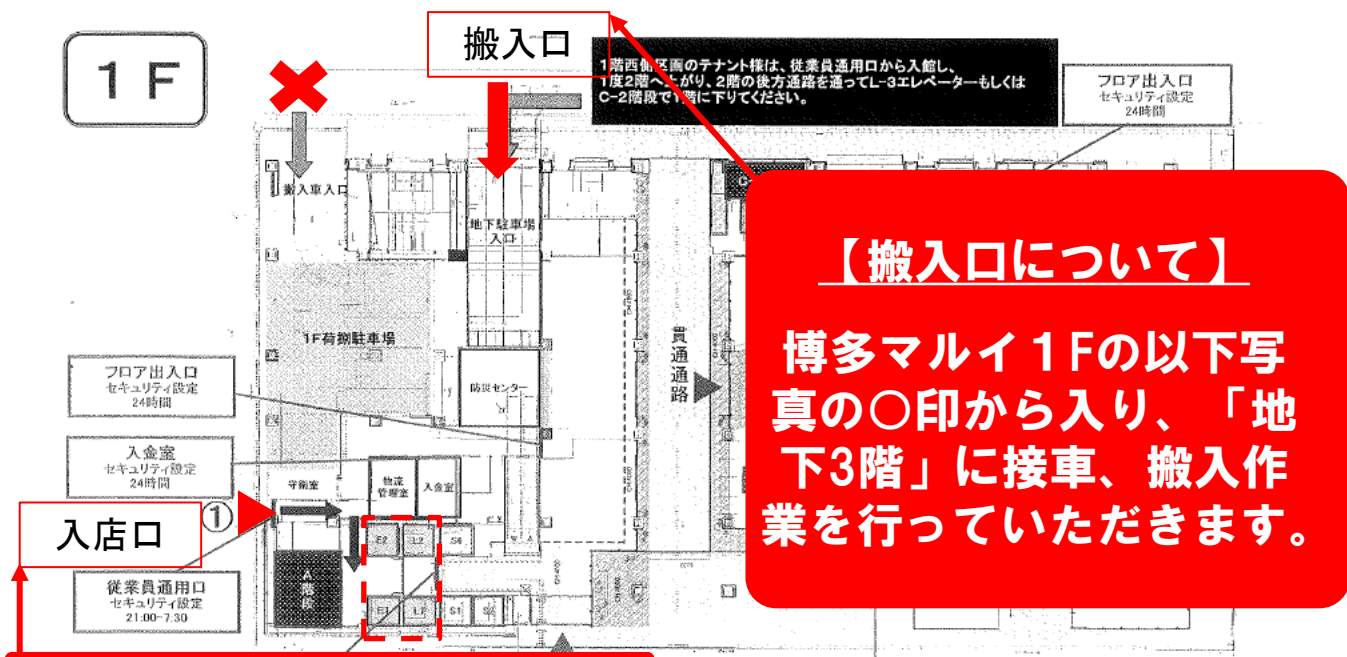 1F
搬入口
1階西側区画のテナント様は、従業員通用口から入館し、
1度2階へ上がり、2階の後方通路を通ってL-3エレベーターもしくは
C-2階段で1階に下りてください。
フロア出入口
セキュリティ設定
24時間
搬入車入口
地下駐車場
入口
【搬入口について】
博多マルイ1Fの以下写
真の○印から入り、「地
下3階」に接車、搬入作
業を行っていただきます。
1F荷捌駐車場
貫通通路
防災センター
フロア出入口
セキュリティ設定
24時間
入金室
セキュリティ設定
24時間
守衛室
物流
管理室
入金室
①
入店口
E2
L2
S4
従業員通用口
セキュリティ設定
21:00-7:30
A階段
E1
L1
S1
S2